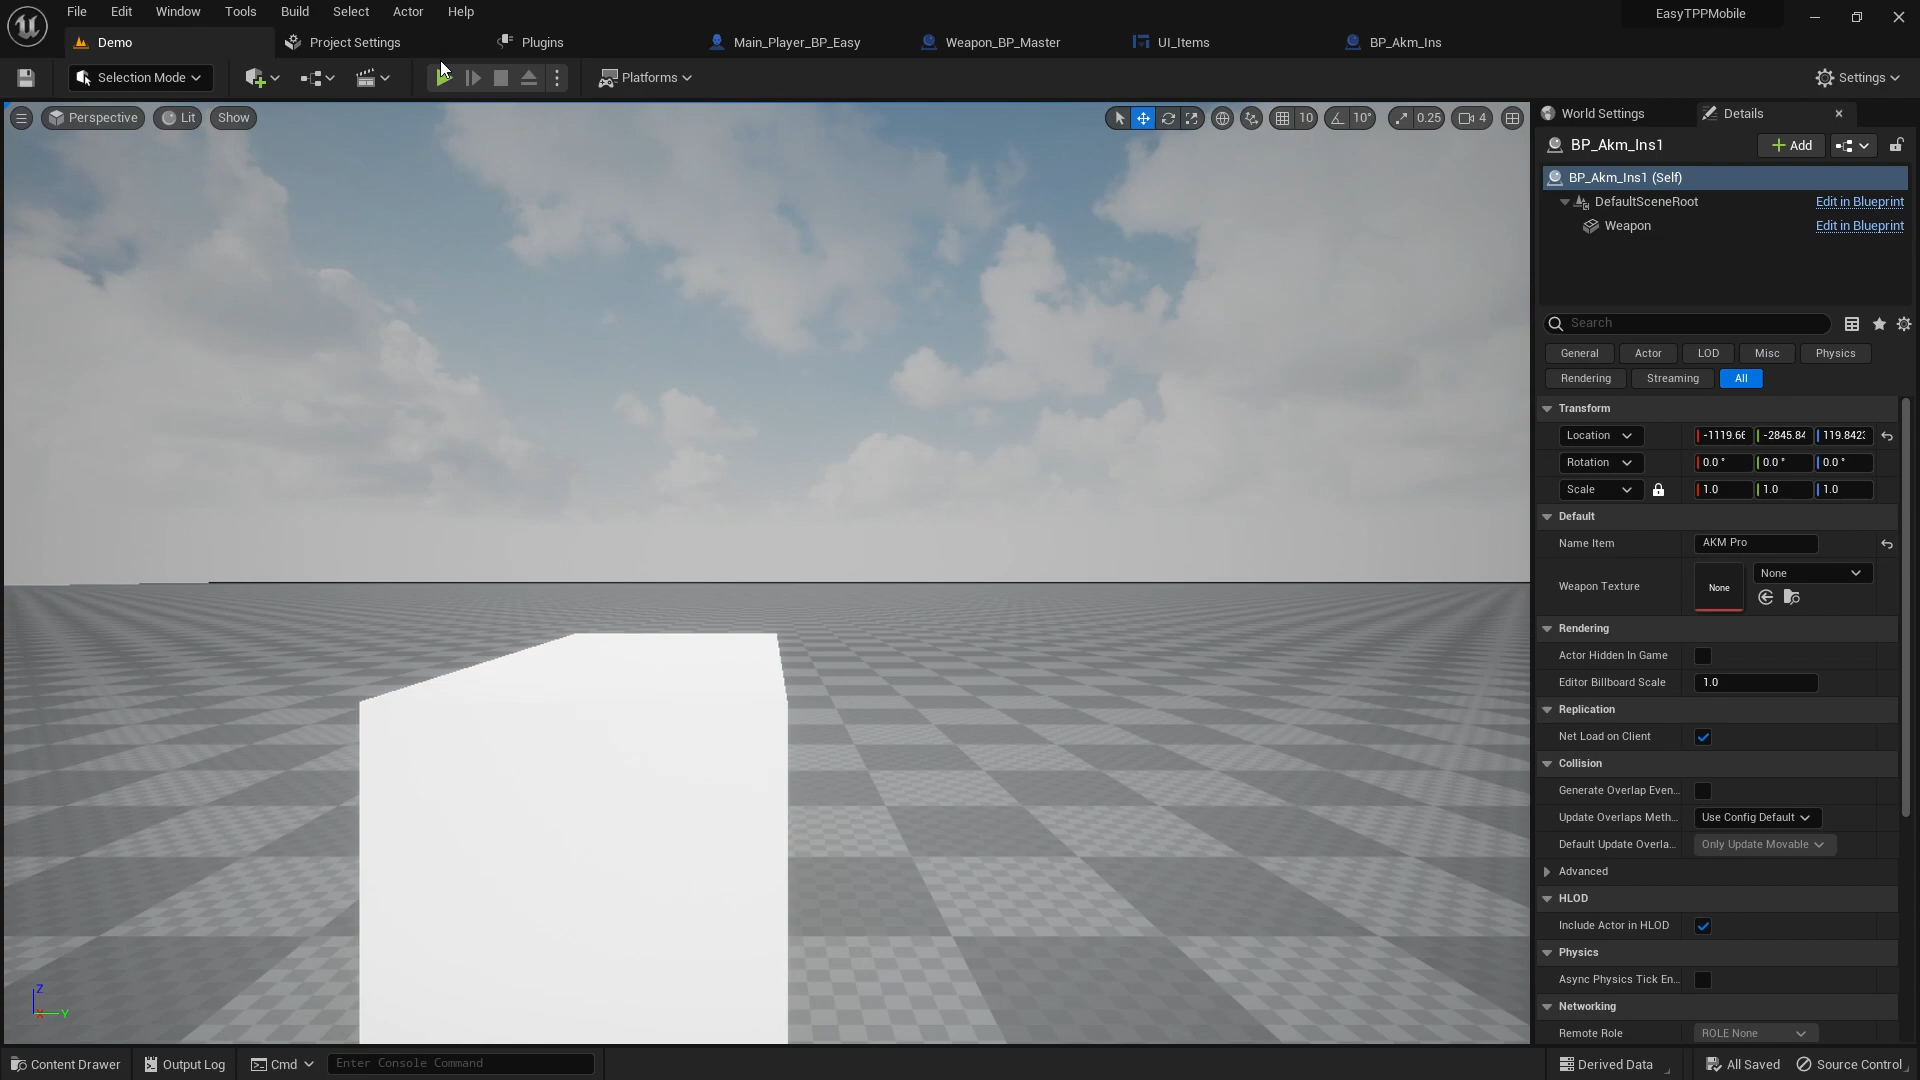 File Edit Window Tools Build Select Actor Help
EasyTPPMobile
Demo Project Settings Plugins Main_Player_BP_Easy Weapon_BP_Master UI_Items BP_Akm_Ins
Selection Mode Platforms Settings
Perspective Lit Show 10 10° 0.25 4
World Settings Details
BP_Akm_Ins1 Add
BP_Akm_Ins1 (Self)
DefaultSceneRoot Edit in Blueprint
Weapon Edit in Blueprint
Search
General Actor LOD Misc Physics
Rendering Streaming All
Transform
Location -1119.66 -2845.84 119.8423
Rotation 0.0 ° 0.0 ° 0.0 °
Scale 1.0 1.0 1.0
Default
Name Item AKM Pro
Weapon Texture None None
Rendering
Actor Hidden In Game
Editor Billboard Scale 1.0
Replication
Net Load on Client
Collision
Generate Overlap Even...
Update Overlaps Meth... Use Config Default
Default Update Overla... Only Update Movable
Advanced
HLOD
Include Actor in HLOD
Physics
Async Physics Tick En...
Networking
Remote Role ROLE None
Z
X Y
Content Drawer Output Log Cmd Enter Console Command Derived Data All Saved Source Control